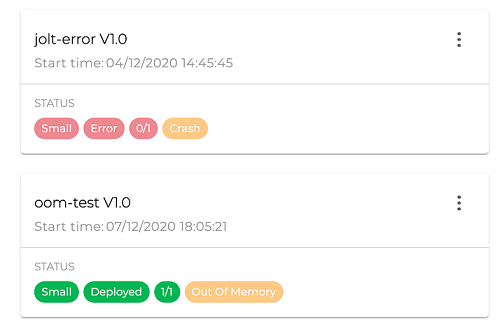 jolt-error V1.0
Start time: 04/12/2020 14:45:45
STATUS
Small Error 0/1 Crash
oom-test V1.0
Start time: 07/12/2020 18:05:21
STATUS
Small Deployed 1/1 Out Of Memory